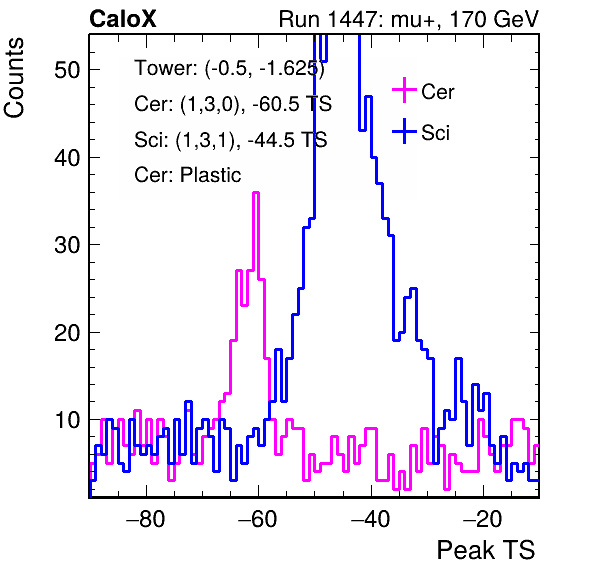 CaloX Run 1447: mu+, 170 GeV
Counts
Tower: (-0.5, -1.625)
Cer: (1,3,0), -60.5 TS
Sci: (1,3,1), -44.5 TS
Cer: Plastic
Cer
Sci
50
40
30
20
10
−80 −60 −40 −20
Peak TS